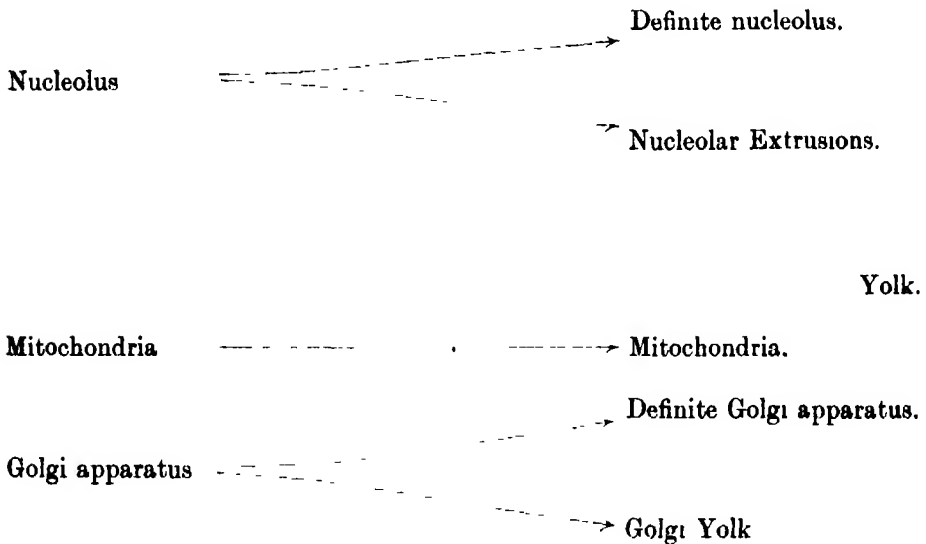 Definite nucleolus.
Nucleolus
Nucleolar Extrusions.
Yolk.
Mitochondria
Mitochondria.
Definite Golgi apparatus.
Golgi apparatus
Golgi Yolk